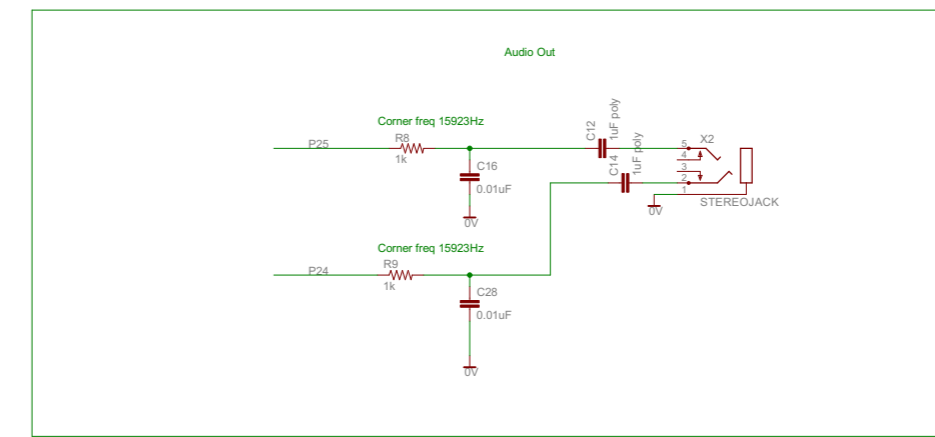 Audio Out
Corner freq 15923Hz
P25
R8
1k
C16
0.01uF
0V
C12
1uF poly
C14
1uF poly
X2
5
4
3
2
1
0V
STEREOJACK
Corner freq 15923Hz
P24
R9
1k
C28
0.01uF
0V